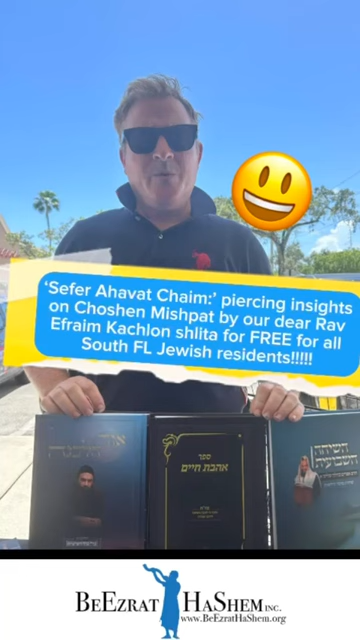 ‘Sefer Ahavat Chaim:’ piercing insights
on Choshen Mishpat by our dear Rav
Efraim Kachlon shlita for FREE for all
South FL Jewish residents!!!!!
ספר
אהבת חיים
BEEZRAT HASHEM INC.
www.BeEzratHaShem.org